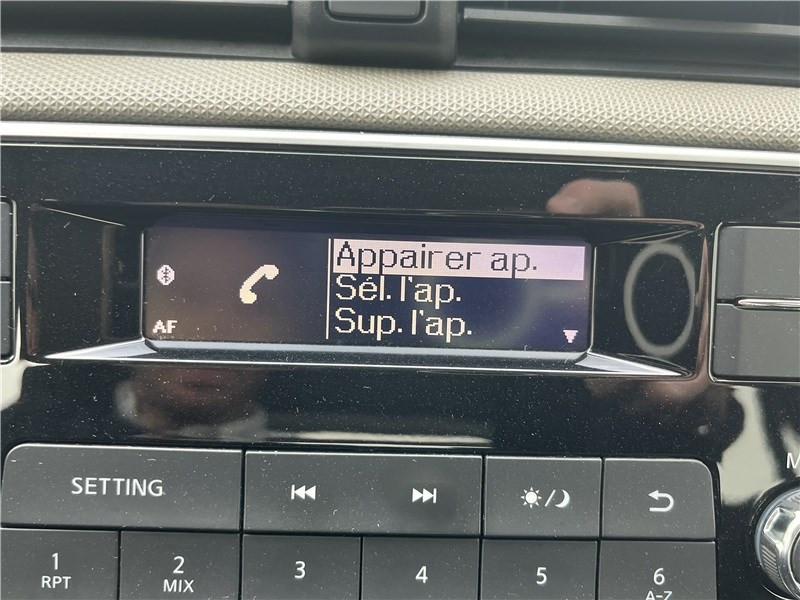 Appairer ap.
Sél. l'ap.
AF
Sup. l'ap.
SETTING
1
RPT
2
MIX
3
4
5
6
A-Z